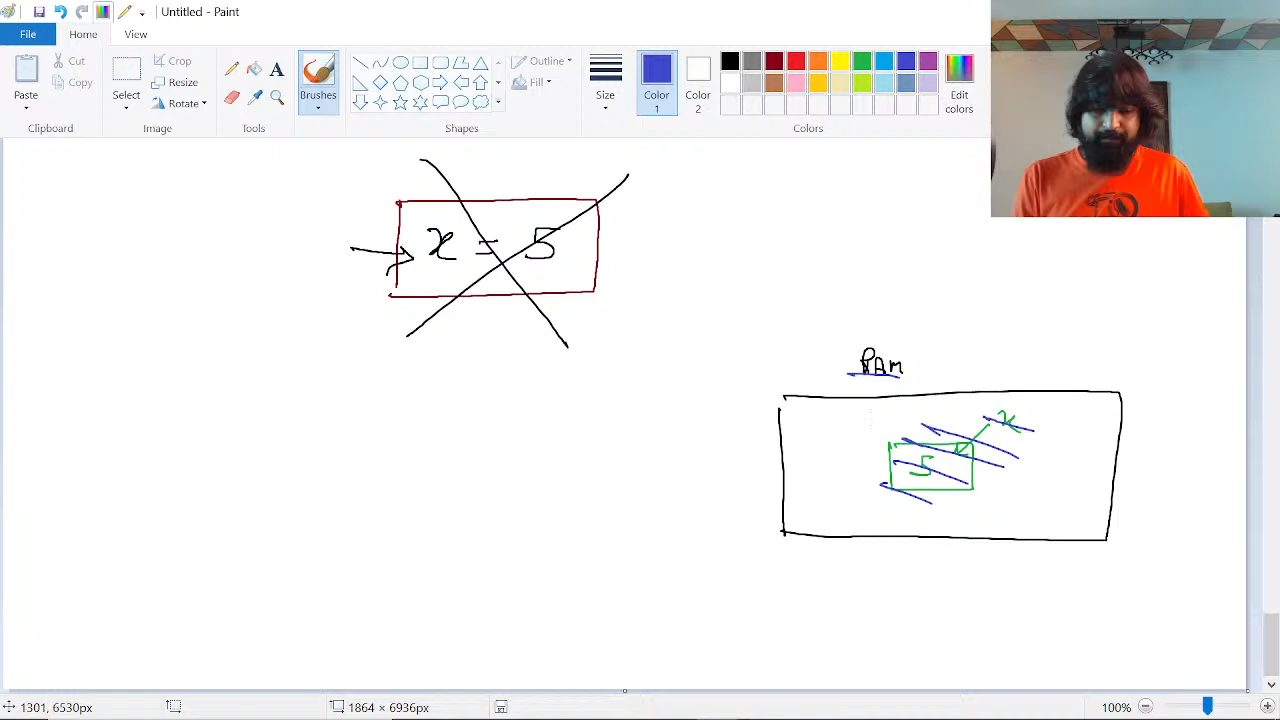 Untitled - Paint
File
Home
View
Paste
Cut
Copy
Clipboard
Select
Crop
Rotate
Image
A
Tools
Brushes
Outline
Fill
Shapes
Size
Color 1
Color 2
Edit colors
Colors
x = 5
RAM
x
5
1301, 6530px
1864 × 6936px
100%